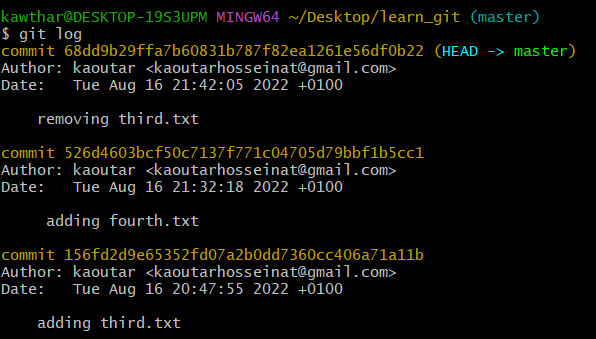 kawthar@DESKTOP-19S3UPM MINGW64 ~/Desktop/learn_git (master)
$ git log
commit 68dd9b29ffa7b60831b787f82ea1261e56df0b22 (HEAD -> master)
Author: kaoutar <kaoutarhosseinat@gmail.com>
Date:   Tue Aug 16 21:42:05 2022 +0100
    removing third.txt
commit 526d4603bcf50c7137f771c04705d79bbf1b5cc1
Author: kaoutar <kaoutarhosseinat@gmail.com>
Date:   Tue Aug 16 21:32:18 2022 +0100
     adding fourth.txt
commit 156fd2d9e65352fd07a2b0dd7360cc406a71a11b
Author: kaoutar <kaoutarhosseinat@gmail.com>
Date:   Tue Aug 16 20:47:55 2022 +0100
    adding third.txt